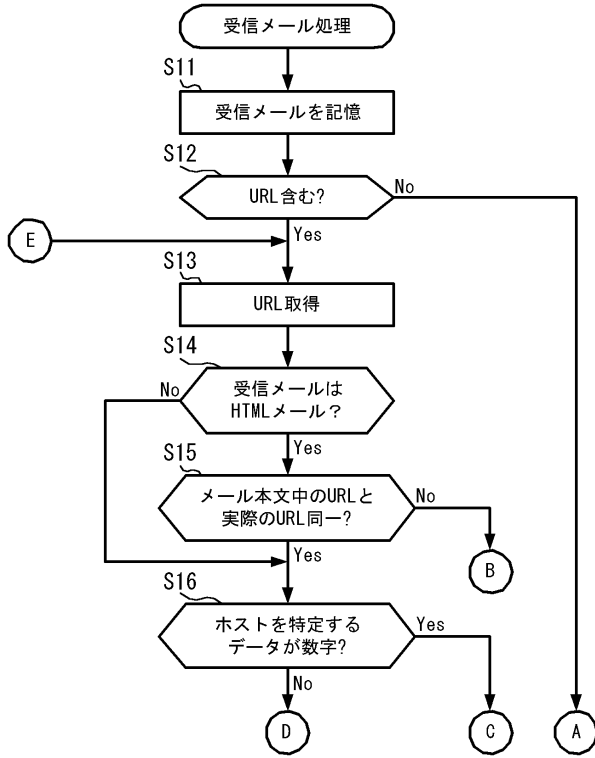 受信メール処理
S11
受信メールを記憶
S12
URL含む?
No
E
Yes
S13
URL取得
S14
No
受信メールは
HTMLメール？
Yes
S15
メール本文中のURLと
実際のURL同一?
No
Yes
B
S16
ホストを特定する
データが数字?
Yes
No
D
C
A